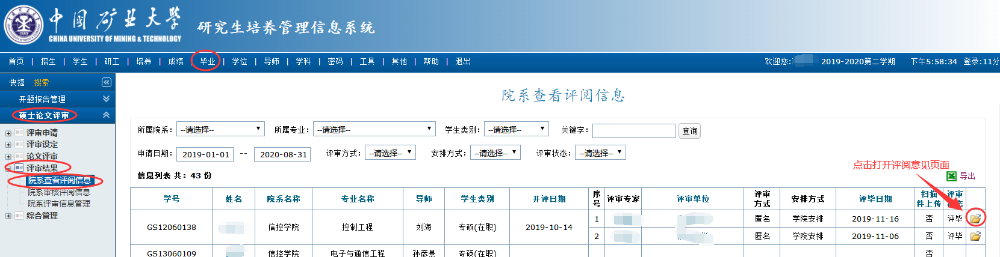 中国矿业大学
CHINA UNIVERSITY OF MINING & TECHNOLOGY
1909
研究生培养管理信息系统
首页 | 招生 | 学生 | 研工 | 培养 | 成绩 | 毕业 | 学位 | 导师 | 学科 | 密码 | 工具 | 其他 | 帮助 | 退出
欢迎您: 2019-2020第二学期 下午5:58:34 登录:11分
快捷 搜索
开题报告管理
硕士论文评审
评审申请
评审设定
论文评审
评审结果
院系查看评阅信息
院系审核评阅信息
院系评审信息管理
综合管理
院系查看评阅信息
所属院系: --请选择-- 所属专业: --请选择-- 学生类别: --请选择-- 关键字: 查询
申请日期: 2019-01-01 -- 2020-08-31 评审方式: --请选择-- 安排方式: --请选择-- 评审状态: --请选择--
点击打开评阅意见页面
信息列表 共: 43 份
导出
学号 姓名 院系名称 专业名称 导师 学生类别 开评日期 序号 评审专家 评审单位 评审方式 安排方式 评毕日期 扫描件上传 评审状态
GS12060138 信控学院 控制工程 刘海 专硕(在职) 2019-10-14 1 匿名 学院安排 2019-11-16 否 评毕
2 匿名 学院安排 2019-11-06 否 评毕
GS13060109 信控学院 电子与通信工程 孙彦景 专硕(在职) 否